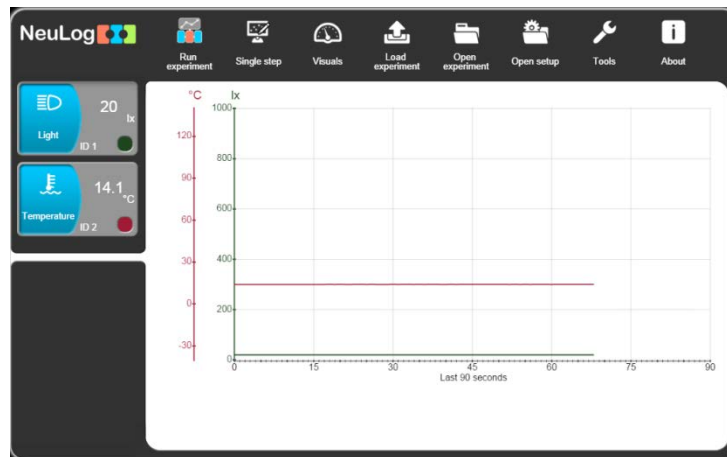 NeuLog
Run
experiment
Single step
Visuals
Load
experiment
Open
experiment
Open setup
Tools
About
Light
20
lx
ID 1
Temperature
14.1
°C
ID 2
°C
lx
120
90
60
30
0
-30
1000
800
600
400
200
0
0
15
30
45
60
75
90
Last 90 seconds